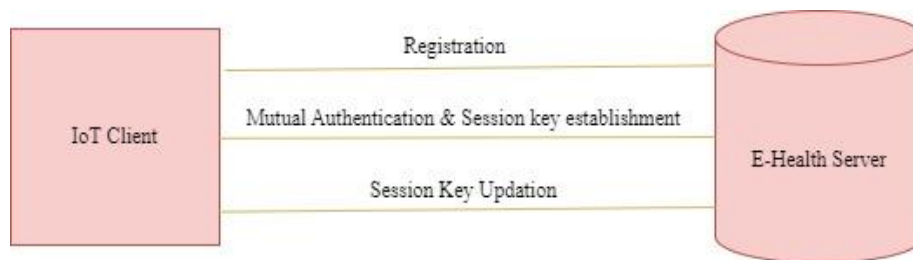 Registration
Mutual Authentication & Session key establishment
IoT Client
E-Health Server
Session Key Updation